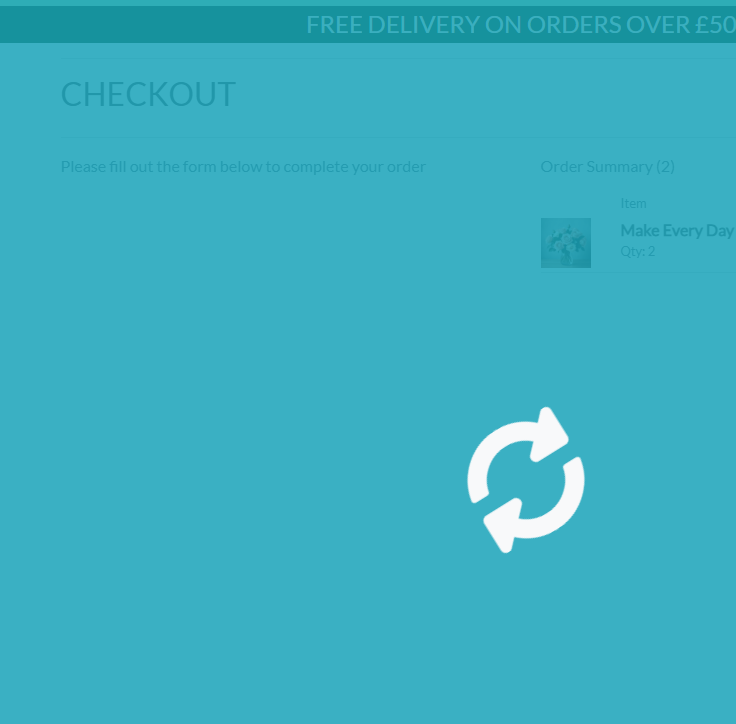 FREE DELIVERY ON ORDERS OVER £50
CHECKOUT
Please fill out the form below to complete your order
Order Summary (2)
Item
Make Every Day
Qty: 2